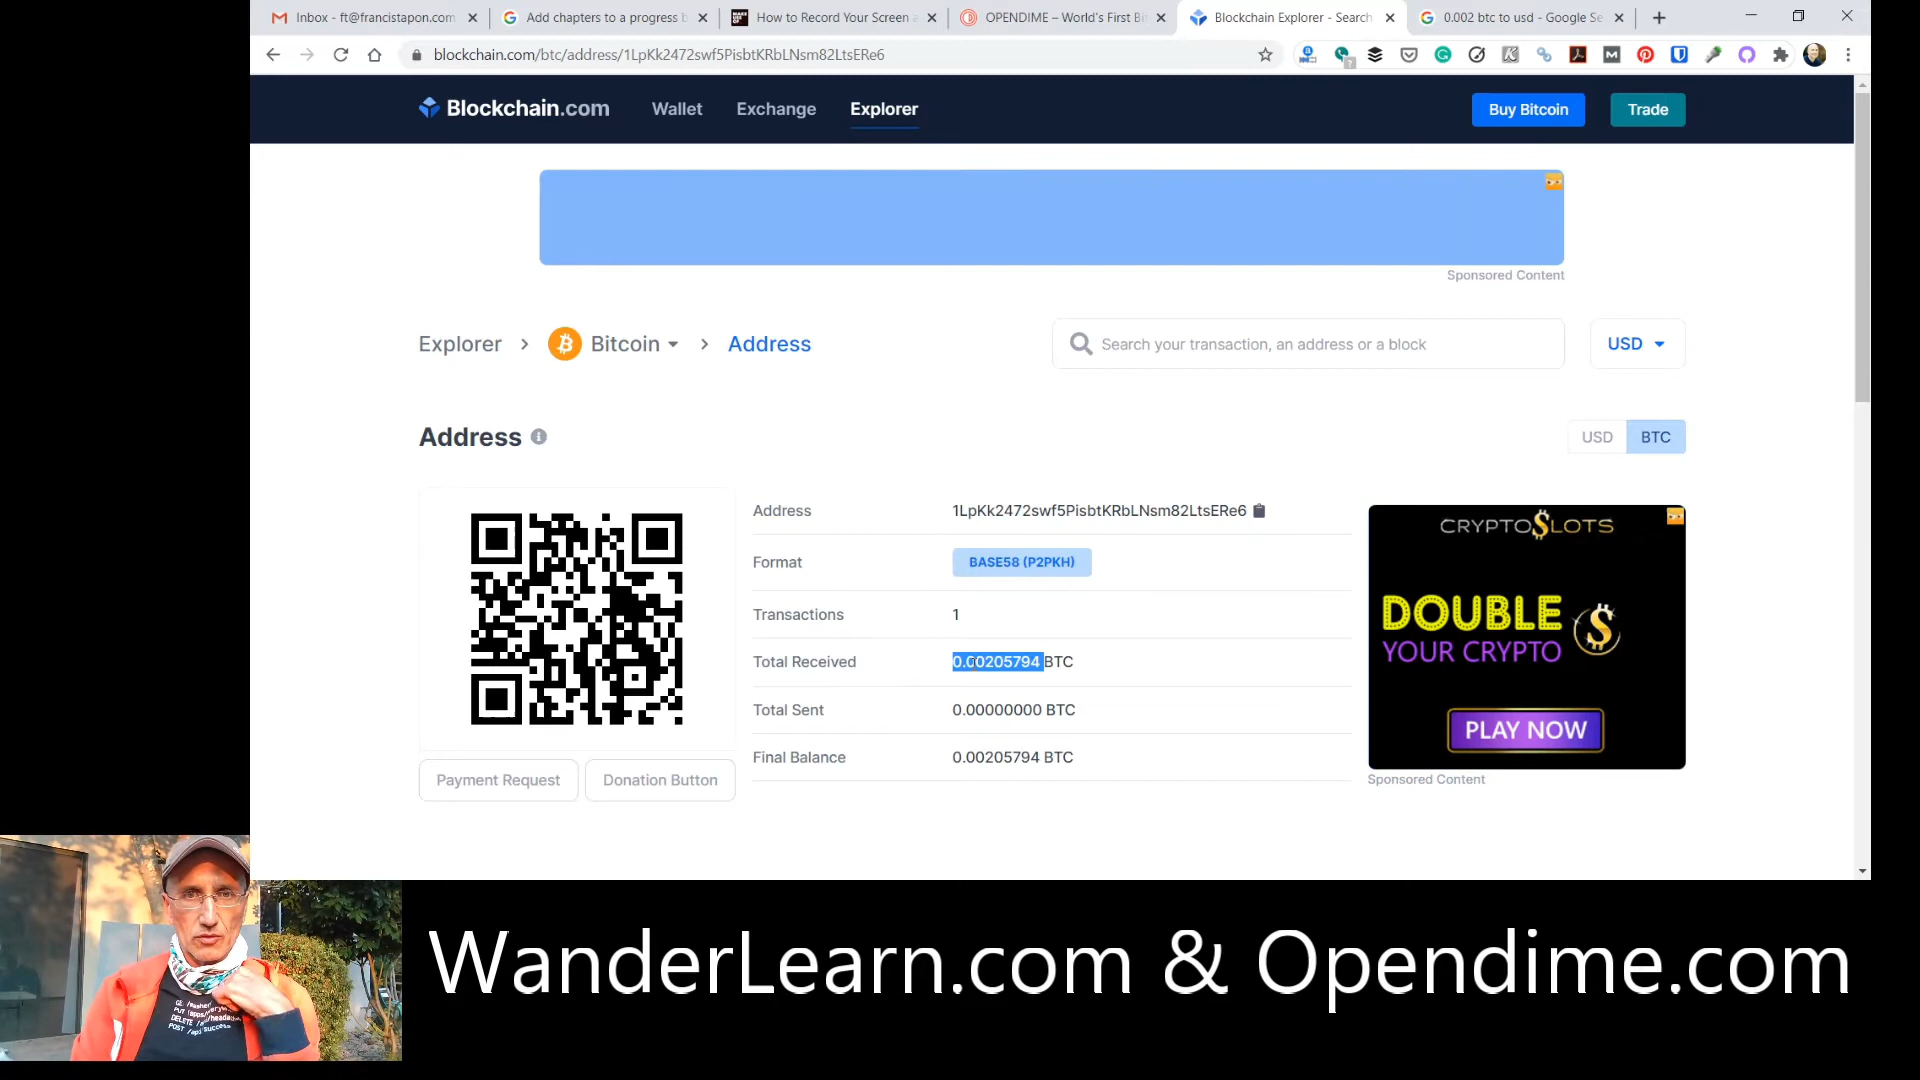 Inbox - ft@francistapon.com
Add chapters to a progress b
How to Record Your Screen a
OPENDIME – World's First Bi
Blockchain Explorer - Search
0.002 btc to usd - Google Se
blockchain.com/btc/address/1LpKk2472swf5PisbtKRbLNsm82LtsERe6
Blockchain.com
Wallet
Exchange
Explorer
Buy Bitcoin
Trade
Sponsored Content
Explorer > Bitcoin > Address
Search your transaction, an address or a block
USD
Address
USD
BTC
Address 1LpKk2472swf5PisbtKRbLNsm82LtsERe6
Format BASE58 (P2PKH)
Transactions 1
Total Received 0.00205794 BTC
Total Sent 0.00000000 BTC
Final Balance 0.00205794 BTC
Payment Request
Donation Button
CRYPTO$LOTS
DOUBLE
YOUR CRYPTO
PLAY NOW
Sponsored Content
WanderLearn.com & Opendime.com